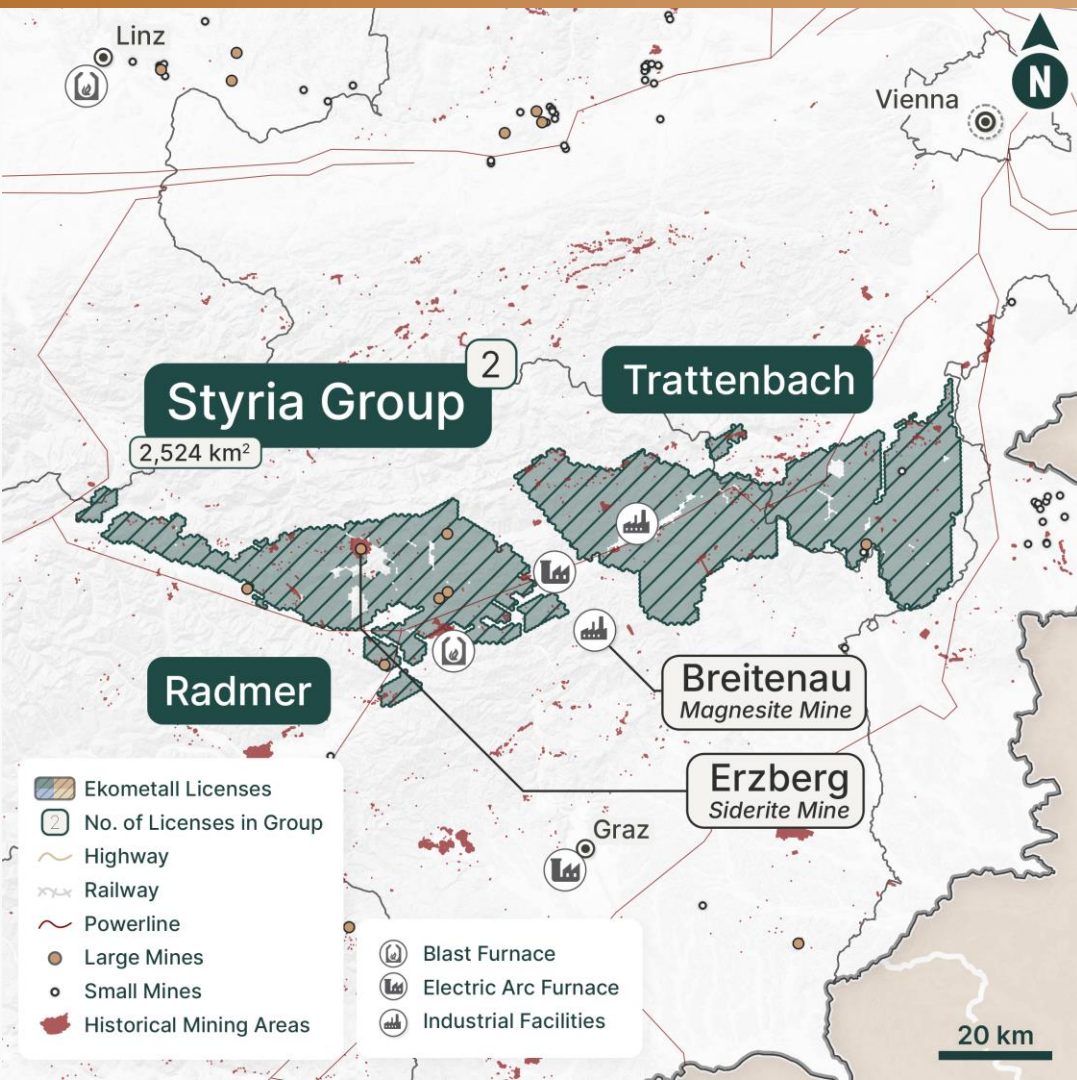 Linz
N
Vienna
2
Styria Group
Trattenbach
2,524 km²
Radmer
Breitenau
Magnesite Mine
Erzberg
Siderite Mine
Graz
Ekometall Licenses
2 No. of Licenses in Group
Highway
Railway
Powerline
Large Mines
Small Mines
Historical Mining Areas
Blast Furnace
Electric Arc Furnace
Industrial Facilities
20 km